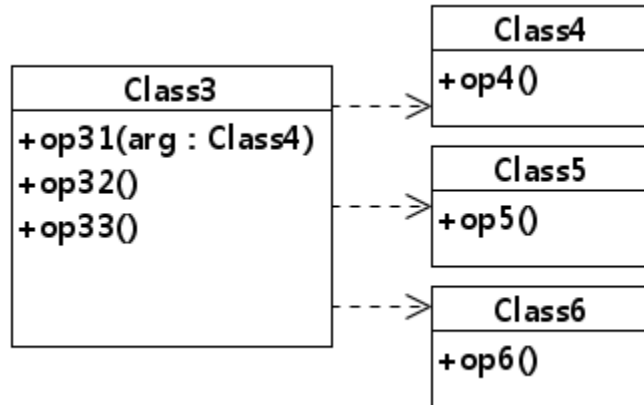 Class3
+op31(arg : Class4)
+op32()
+op33()
Class4
+op4()
Class5
+op5()
Class6
+op6()